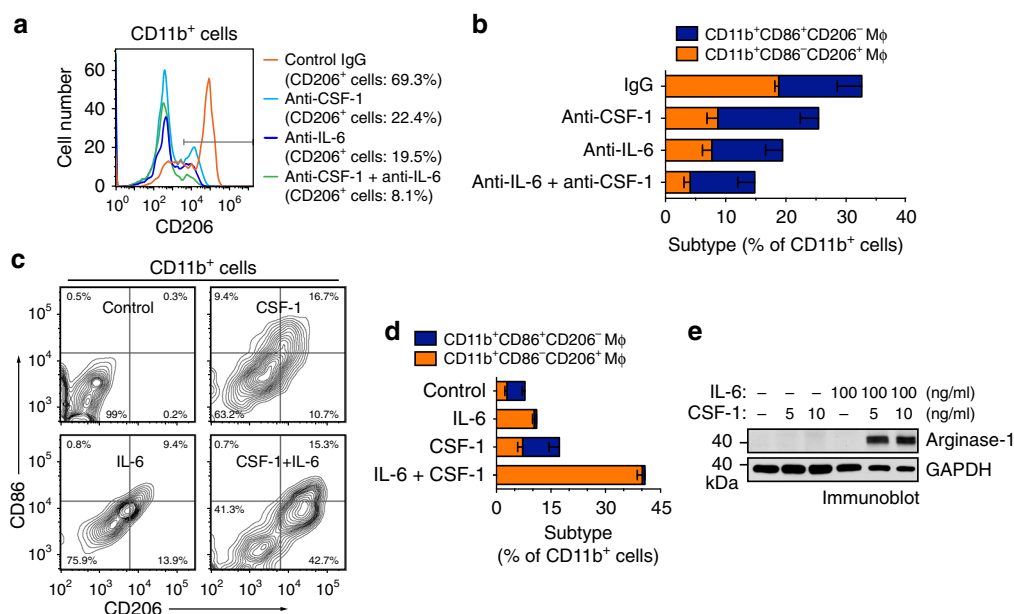 a
CD11b⁺ cells
Cell number
60
40
20
0
10⁰ 10² 10⁴ 10⁶
CD206
Control IgG
(CD206⁺ cells: 69.3%)
Anti-CSF-1
(CD206⁺ cells: 22.4%)
Anti-IL-6
(CD206⁺ cells: 19.5%)
Anti-CSF-1 + anti-IL-6
(CD206⁺ cells: 8.1%)
b
CD11b⁺CD86⁺CD206⁻ Mϕ
CD11b⁺CD86⁻CD206⁺ Mϕ
IgG
Anti-CSF-1
Anti-IL-6
Anti-IL-6 + anti-CSF-1
0 10 20 30 40
Subtype (% of CD11b⁺ cells)
c
CD11b⁺ cells
0.5% 0.3%
Control
99% 0.2%
9.4% 16.7%
CSF-1
63.2% 10.7%
0.8% 9.4%
IL-6
75.9% 13.9%
0.7% 15.3%
CSF-1+IL-6
41.3%
42.7%
10⁵
10⁴
10³
10⁵
10⁴
10³
CD86
10² 10³ 10⁴ 10⁵ 10² 10³ 10⁴ 10⁵
CD206
d
CD11b⁺CD86⁺CD206⁻ Mϕ
CD11b⁺CD86⁻CD206⁺ Mϕ
Control
IL-6
CSF-1
IL-6 + CSF-1
0 15 30 45
Subtype
(% of CD11b⁺ cells)
e
IL-6: – – – 100 100 100 (ng/ml)
CSF-1: – 5 10 – 5 10 (ng/ml)
40 Arginase-1
40 GAPDH
kDa
Immunoblot